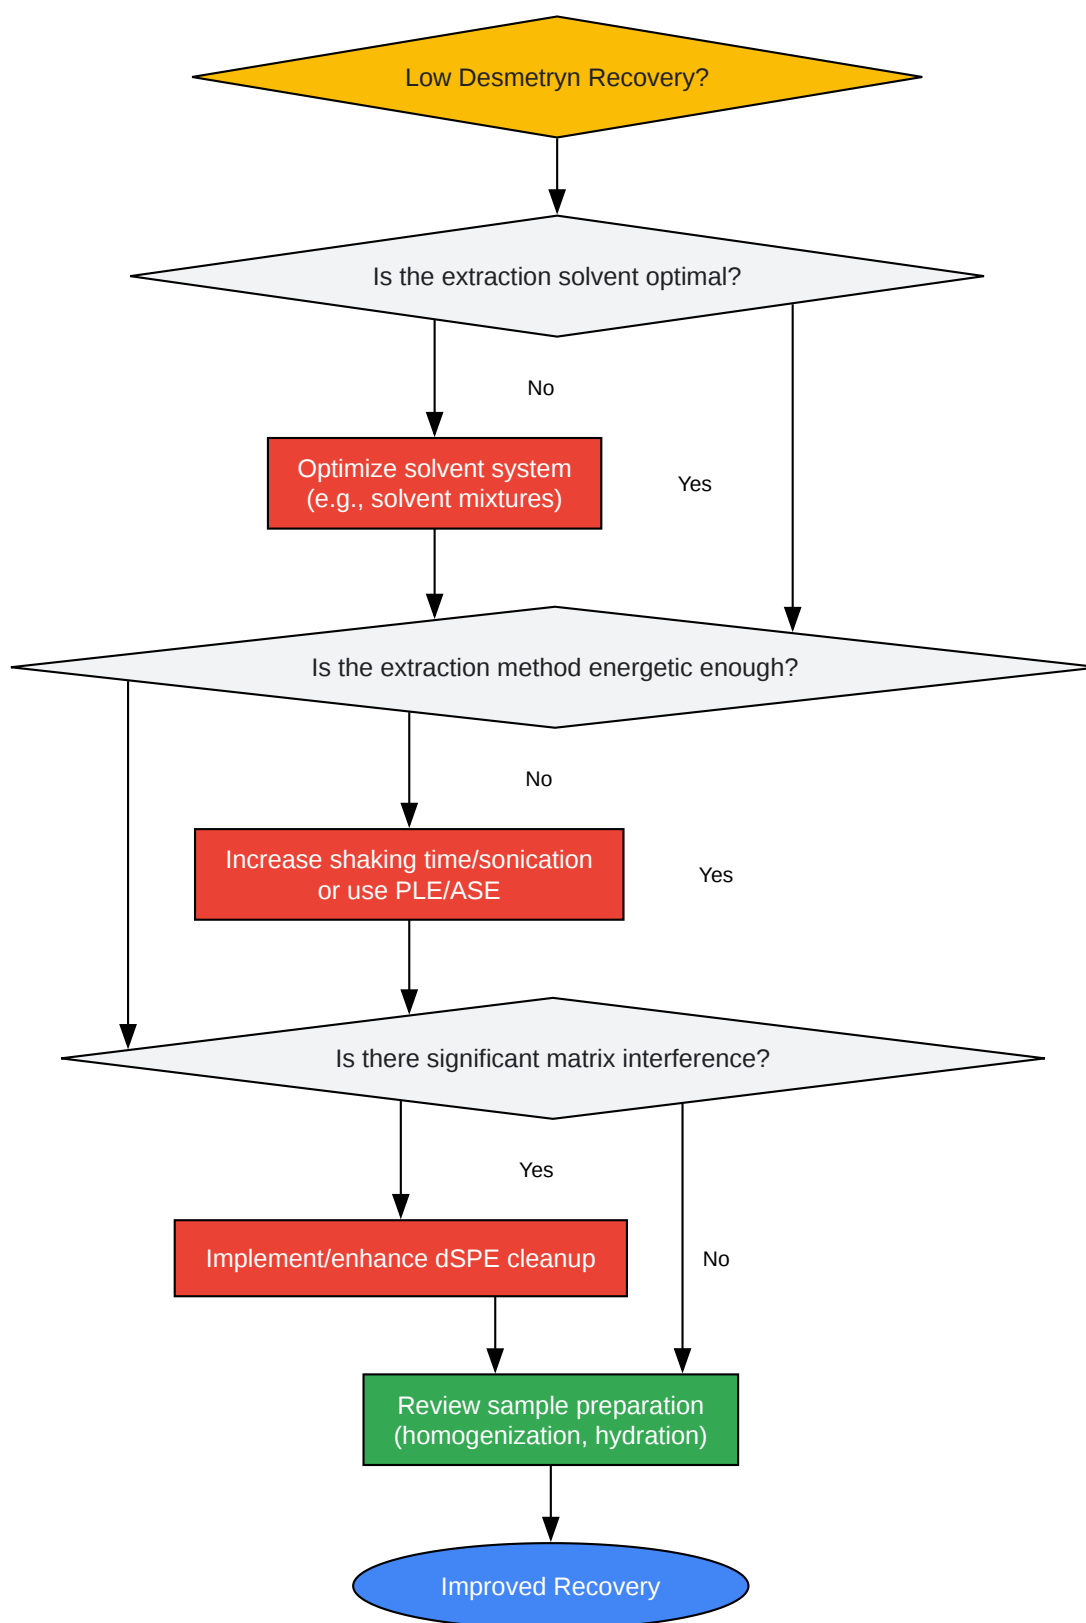 Low Desmetryn Recovery?
Is the extraction solvent optimal?
No
Optimize solvent system
(e.g., solvent mixtures)
Yes
Is the extraction method energetic enough?
No
Increase shaking time/sonication
or use PLE/ASE
Yes
Is there significant matrix interference?
Yes
Implement/enhance dSPE cleanup
No
Review sample preparation
(homogenization, hydration)
Improved Recovery